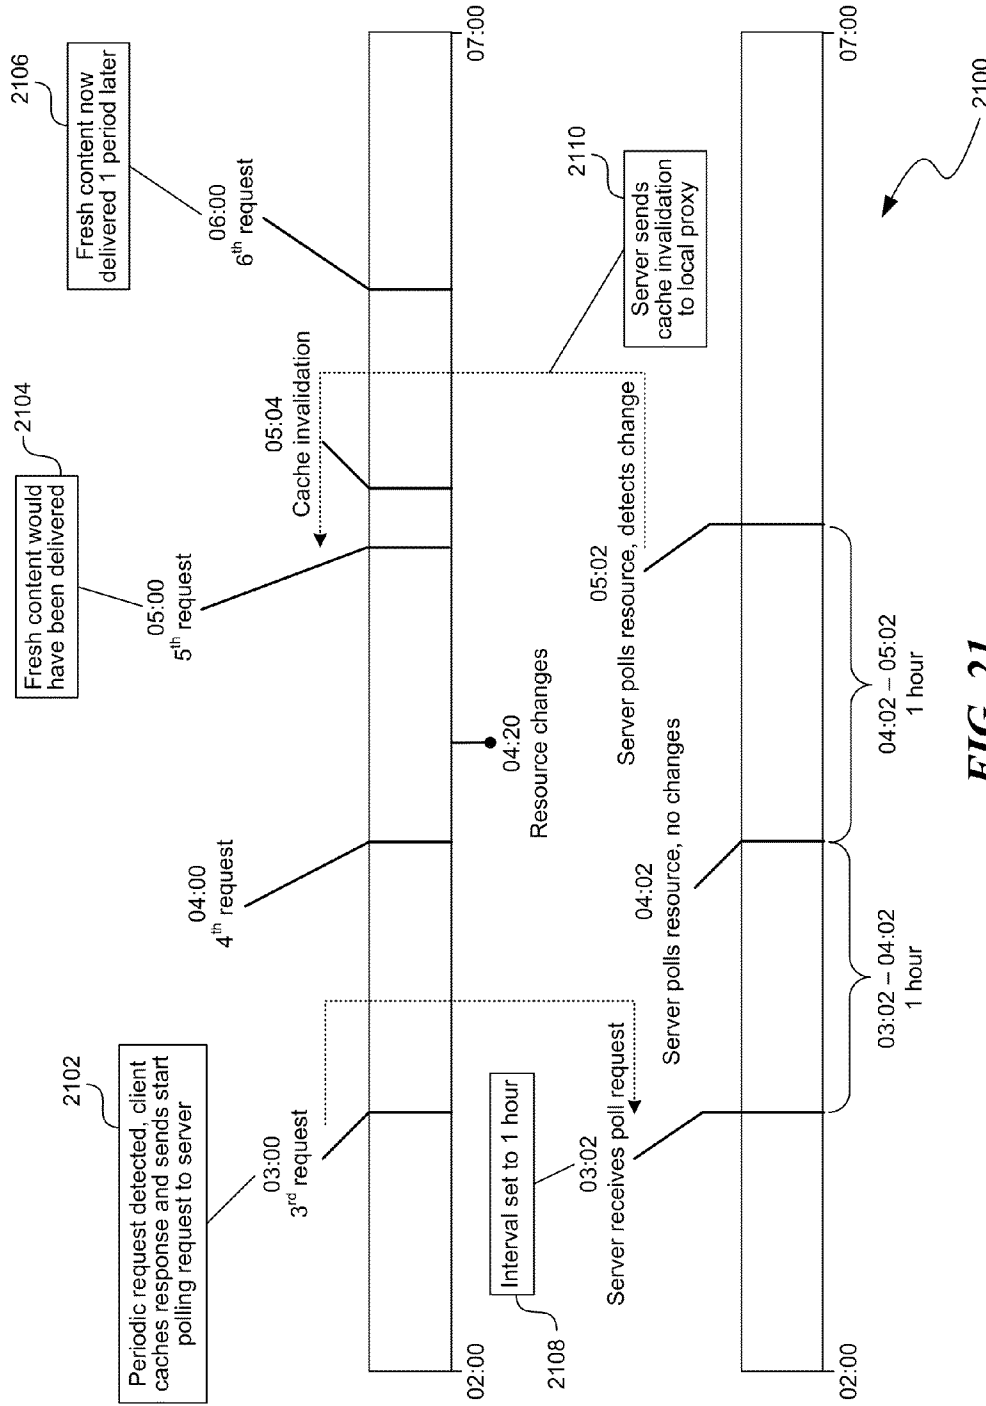 2102
Periodic request detected, client
caches response and sends start
polling request to server
03:00
3rd request
04:00
4th request
2104
Fresh content would
have been delivered
05:00
5th request
05:04
Cache invalidation
2106
Fresh content now
delivered 1 period later
06:00
6th request
02:00
07:00
04:20
Resource changes
2108
Interval set to 1 hour
03:02
Server receives poll request
04:02
Server polls resource, no changes
05:02
Server polls resource, detects change
2110
Server sends
cache invalidation
to local proxy
02:00
07:00
03:02 – 04:02
1 hour
04:02 – 05:02
1 hour
2100
FIG. 21